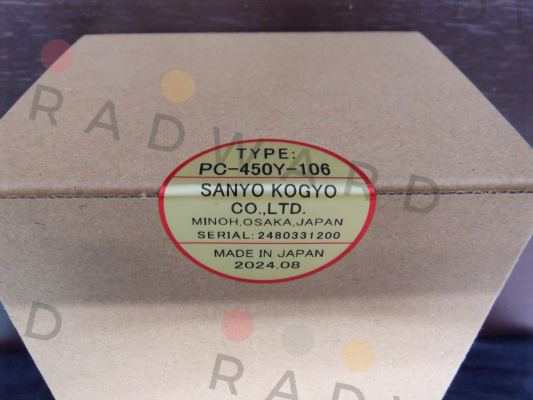 RADWARD
TYPE:
PC-450Y-106
SANYO KOGYO
CO.,LTD.
MINOH,OSAKA,JAPAN
SERIAL: 2480331200
MADE IN JAPAN
2024.08
D
RAD